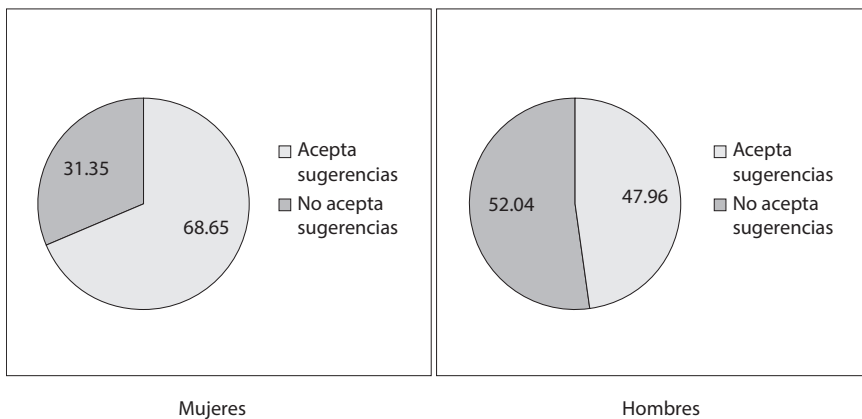 31.35
68.65
Acepta
sugerencias
No acepta
sugerencias
52.04
47.96
Acepta
sugerencias
No acepta
sugerencias
Mujeres
Hombres